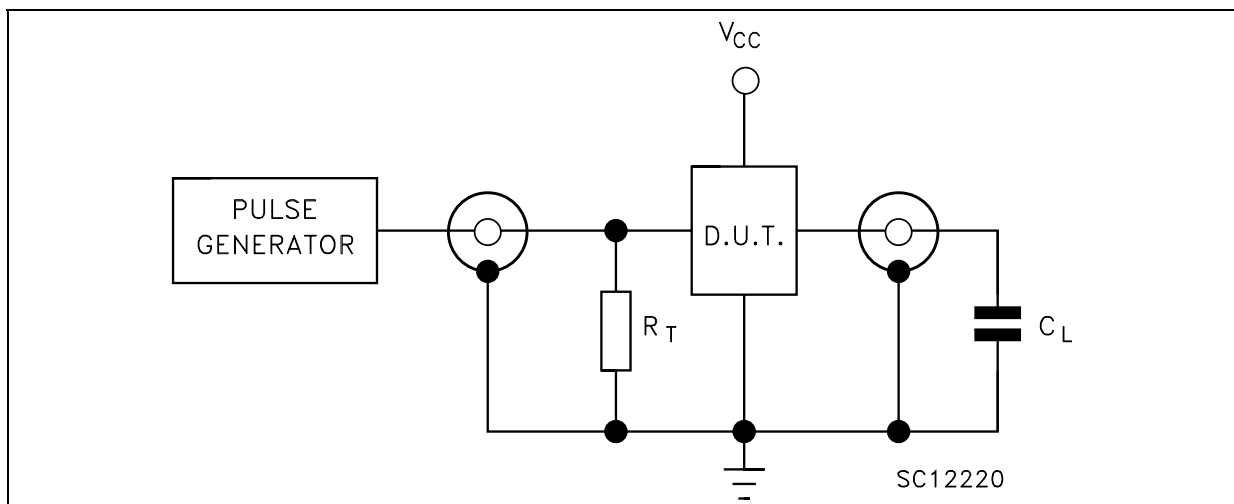 VCC
PULSE
GENERATOR
D.U.T.
RT
CL
SC12220